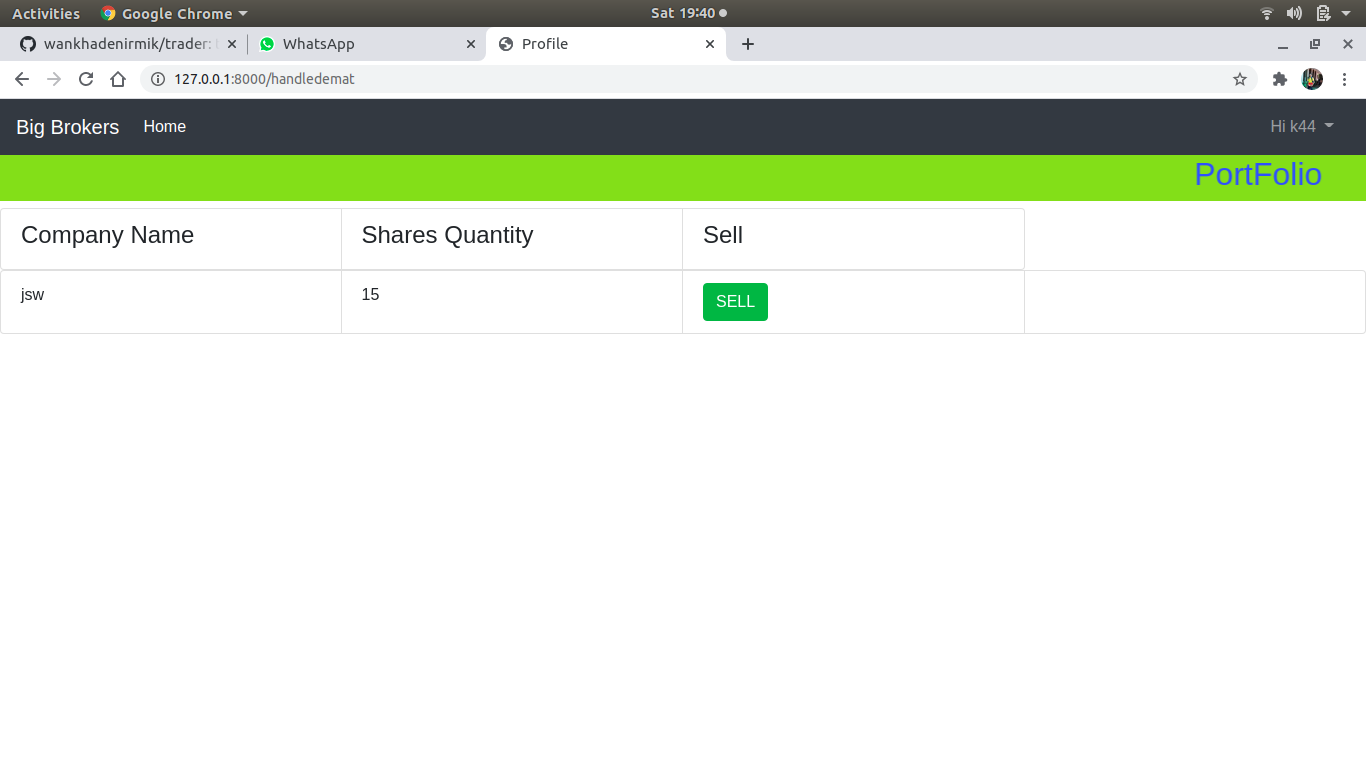 Activities Google Chrome Sat 19:40
wankhadenirmik/trader: WhatsApp Profile
127.0.0.1:8000/handledemat
Big Brokers Home Hi k44
PortFolio
Company Name Shares Quantity Sell
jsw 15 SELL